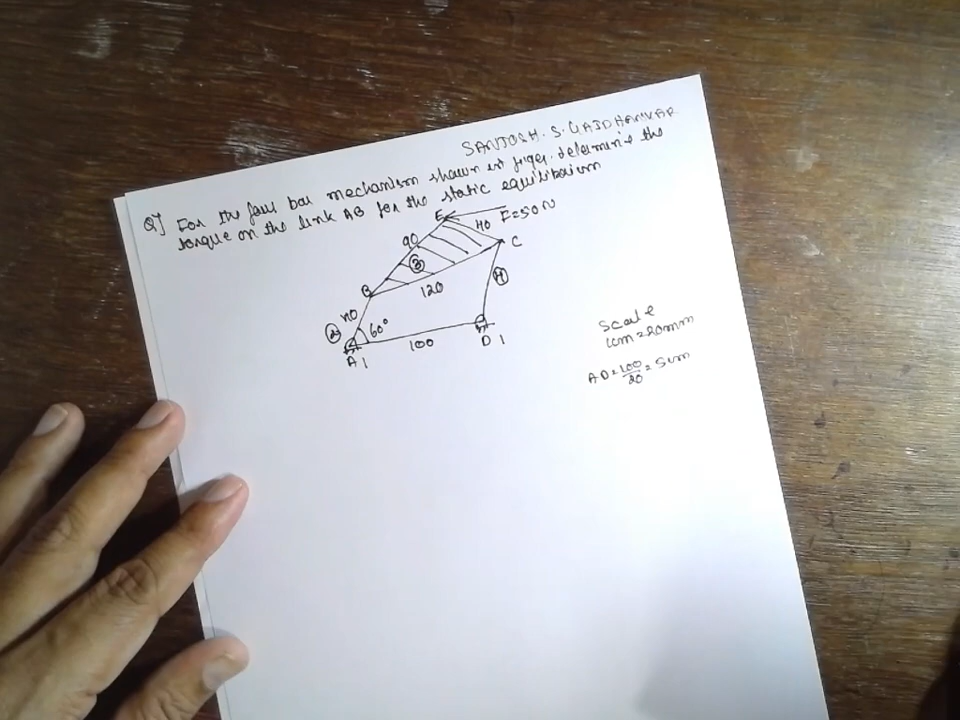 SANTOSH. S. GAJDHANKAR
Q] For the four bar mechanism shown in fig. determine the
torque on the link AB for the static equilibrium
E F=50N
90 40
C
③
B 120 ④
40
② 60°
A 1 100 D 1
Scale
1cm=20mm
AD=100/20=5cm